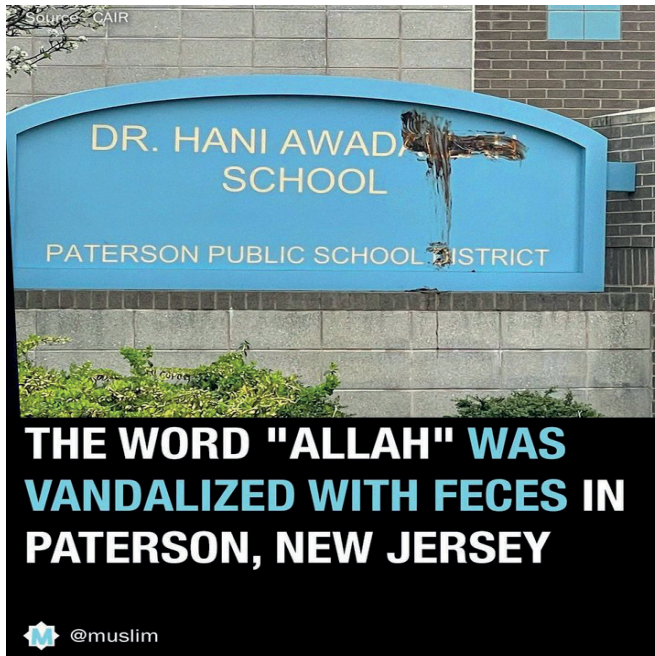 Source - CAIR
DR. HANI AWADA
SCHOOL
PATERSON PUBLIC SCHOOL DISTRICT
THE WORD "ALLAH" WAS
VANDALIZED WITH FECES IN
PATERSON, NEW JERSEY
M @muslim